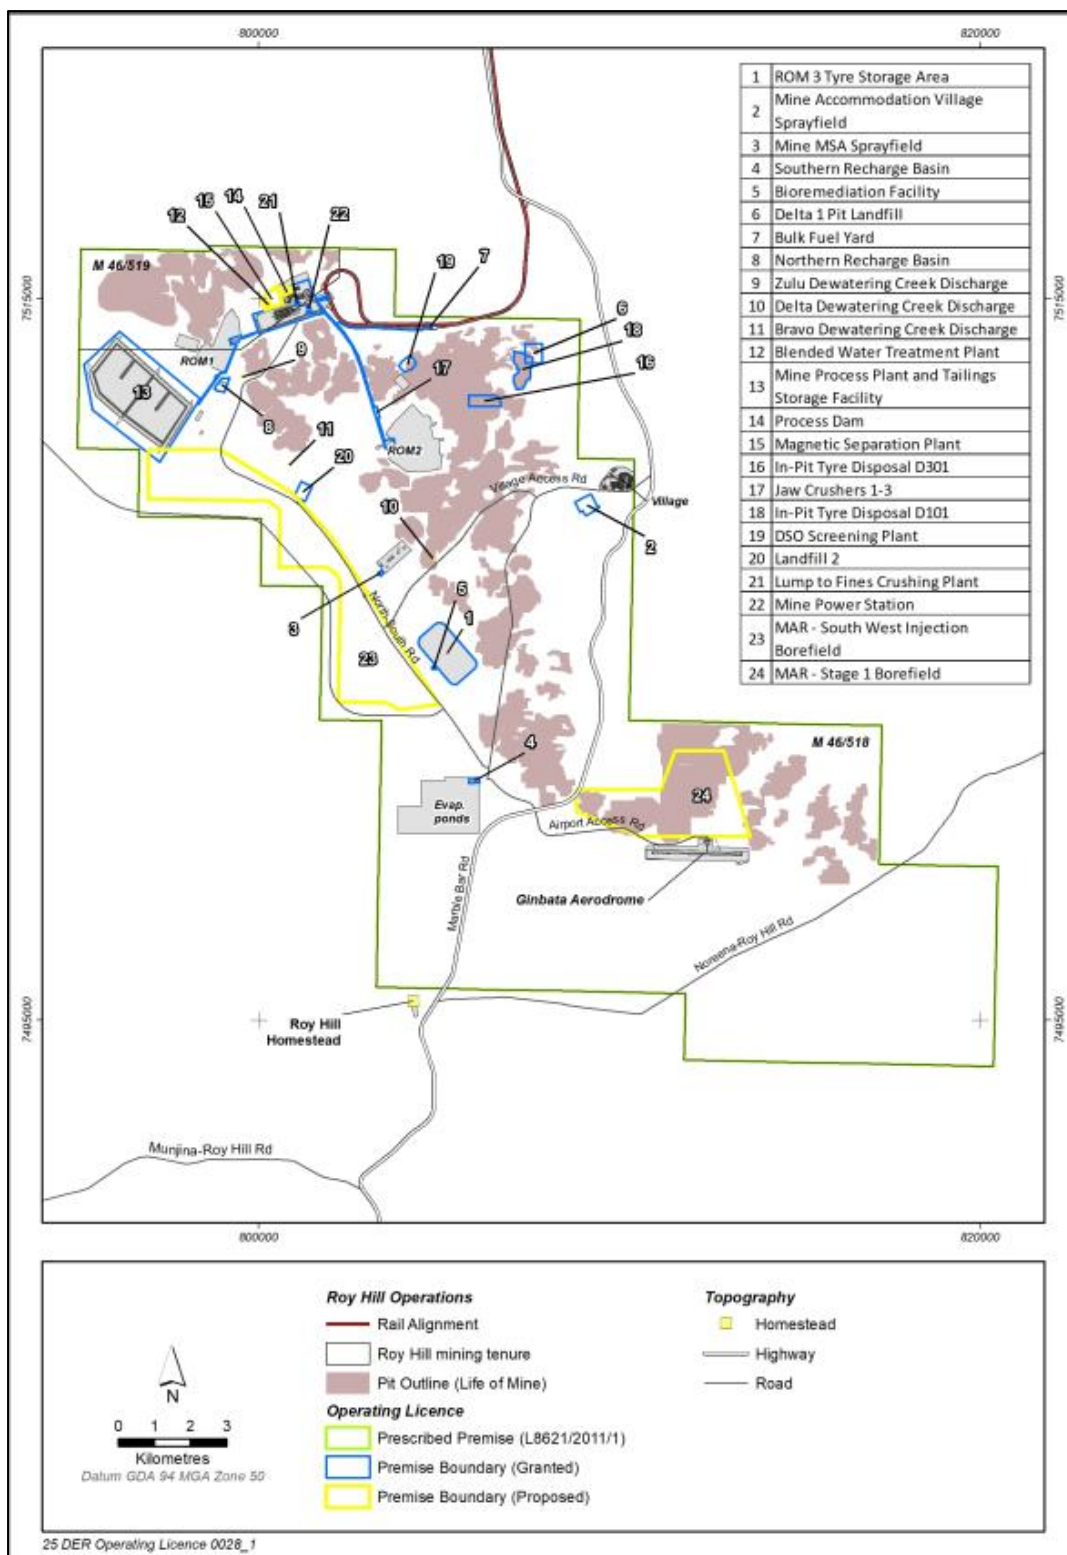 800000
820000
1 ROM 3 Tyre Storage Area
2 Mine Accommodation Village
Sprayfield
3 Mine MSA Sprayfield
4 Southern Recharge Basin
5 Bioremediation Facility
6 Delta 1 Pit Landfill
7 Bulk Fuel Yard
8 Northern Recharge Basin
9 Zulu Dewatering Creek Discharge
10 Delta Dewatering Creek Discharge
11 Bravo Dewatering Creek Discharge
12 Blended Water Treatment Plant
13 Mine Process Plant and Tailings
Storage Facility
14 Process Dam
15 Magnetic Separation Plant
16 In-Pit Tyre Disposal D301
17 Jaw Crushers 1-3
18 In-Pit Tyre Disposal D101
19 DSO Screening Plant
20 Landfill 2
21 Lump to Fines Crushing Plant
22 Mine Power Station
23 MAR - South West Injection
Borefield
24 MAR - Stage 1 Borefield
12
15
14
21
22
19
7
M 46/519
7515000
7515000
6
18
16
ROM1
9
17
13
8
11
ROM2
20
Village Access Rd
Village
10
2
3
North-South Rd
5
1
23
4
M 46/518
24
Evap.
ponds
Airport Access Rd
Marble Bar Rd
Ginbata Aerodrome
Noreena-Roy Hill Rd
7495000
7495000
Roy Hill
Homestead
Munjina-Roy Hill Rd
800000
820000
N
0 1 2 3
Kilometres
Datum GDA 94 MGA Zone 50
Roy Hill Operations
Rail Alignment
Roy Hill mining tenure
Pit Outline (Life of Mine)
Operating Licence
Prescribed Premise (L8621/2011/1)
Premise Boundary (Granted)
Premise Boundary (Proposed)
Topography
Homestead
Highway
Road
25 DER Operating Licence 0028_1